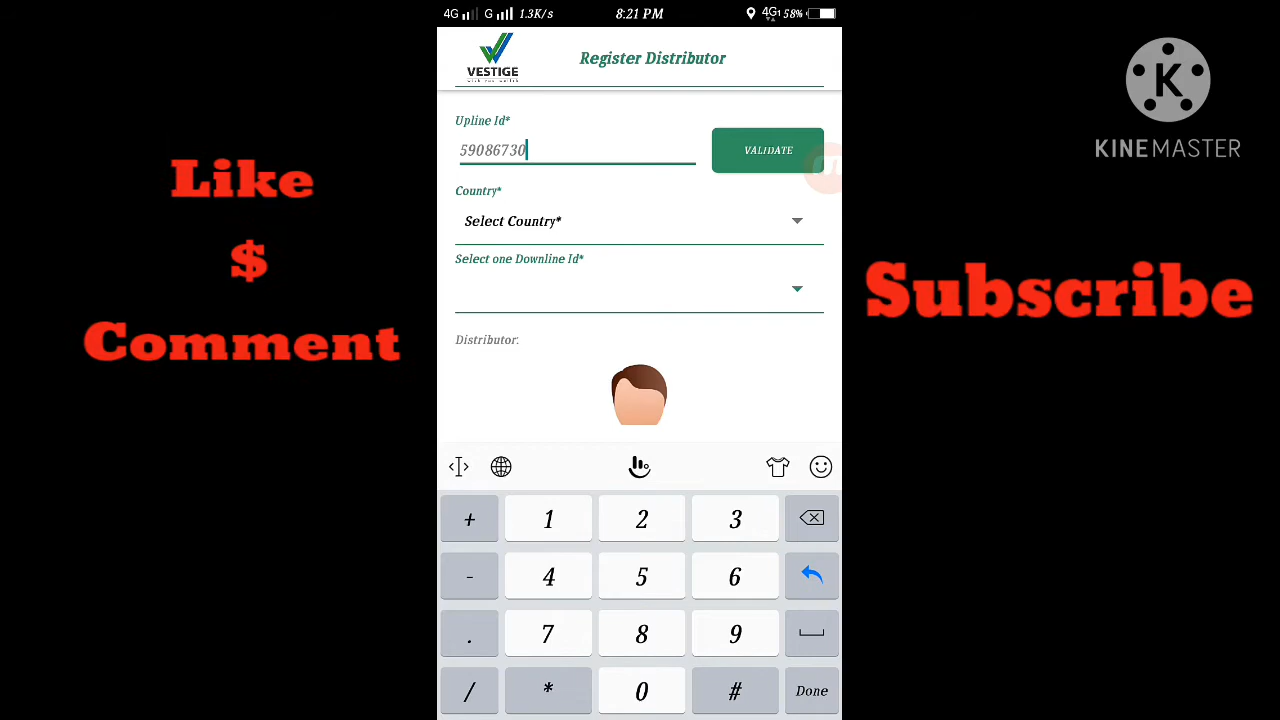 4G G 1.3K/s 8:21 PM 4G1 58%
VESTIGE
Register Distributor
KINEMASTER
Like
$
Comment
Subscribe
Upline Id*
59086730
VALIDATE
Country*
Select Country*
Select one Downline Id*
Distributor.
+ 1 2 3
- 4 5 6
. 7 8 9
/ * 0 # Done